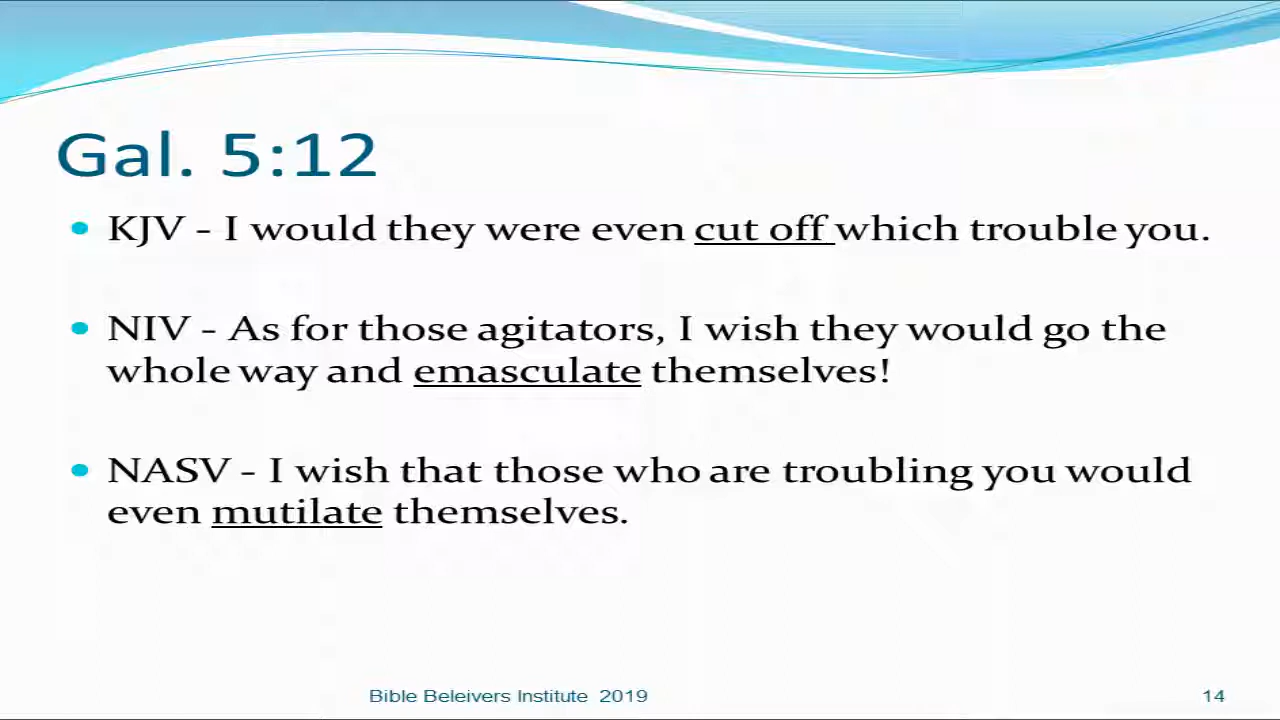 Gal. 5:12
• KJV - I would they were even cut off which trouble you.
• NIV - As for those agitators, I wish they would go the
whole way and emasculate themselves!
• NASV - I wish that those who are troubling you would
even mutilate themselves.
Bible Beleivers Institute 2019
14